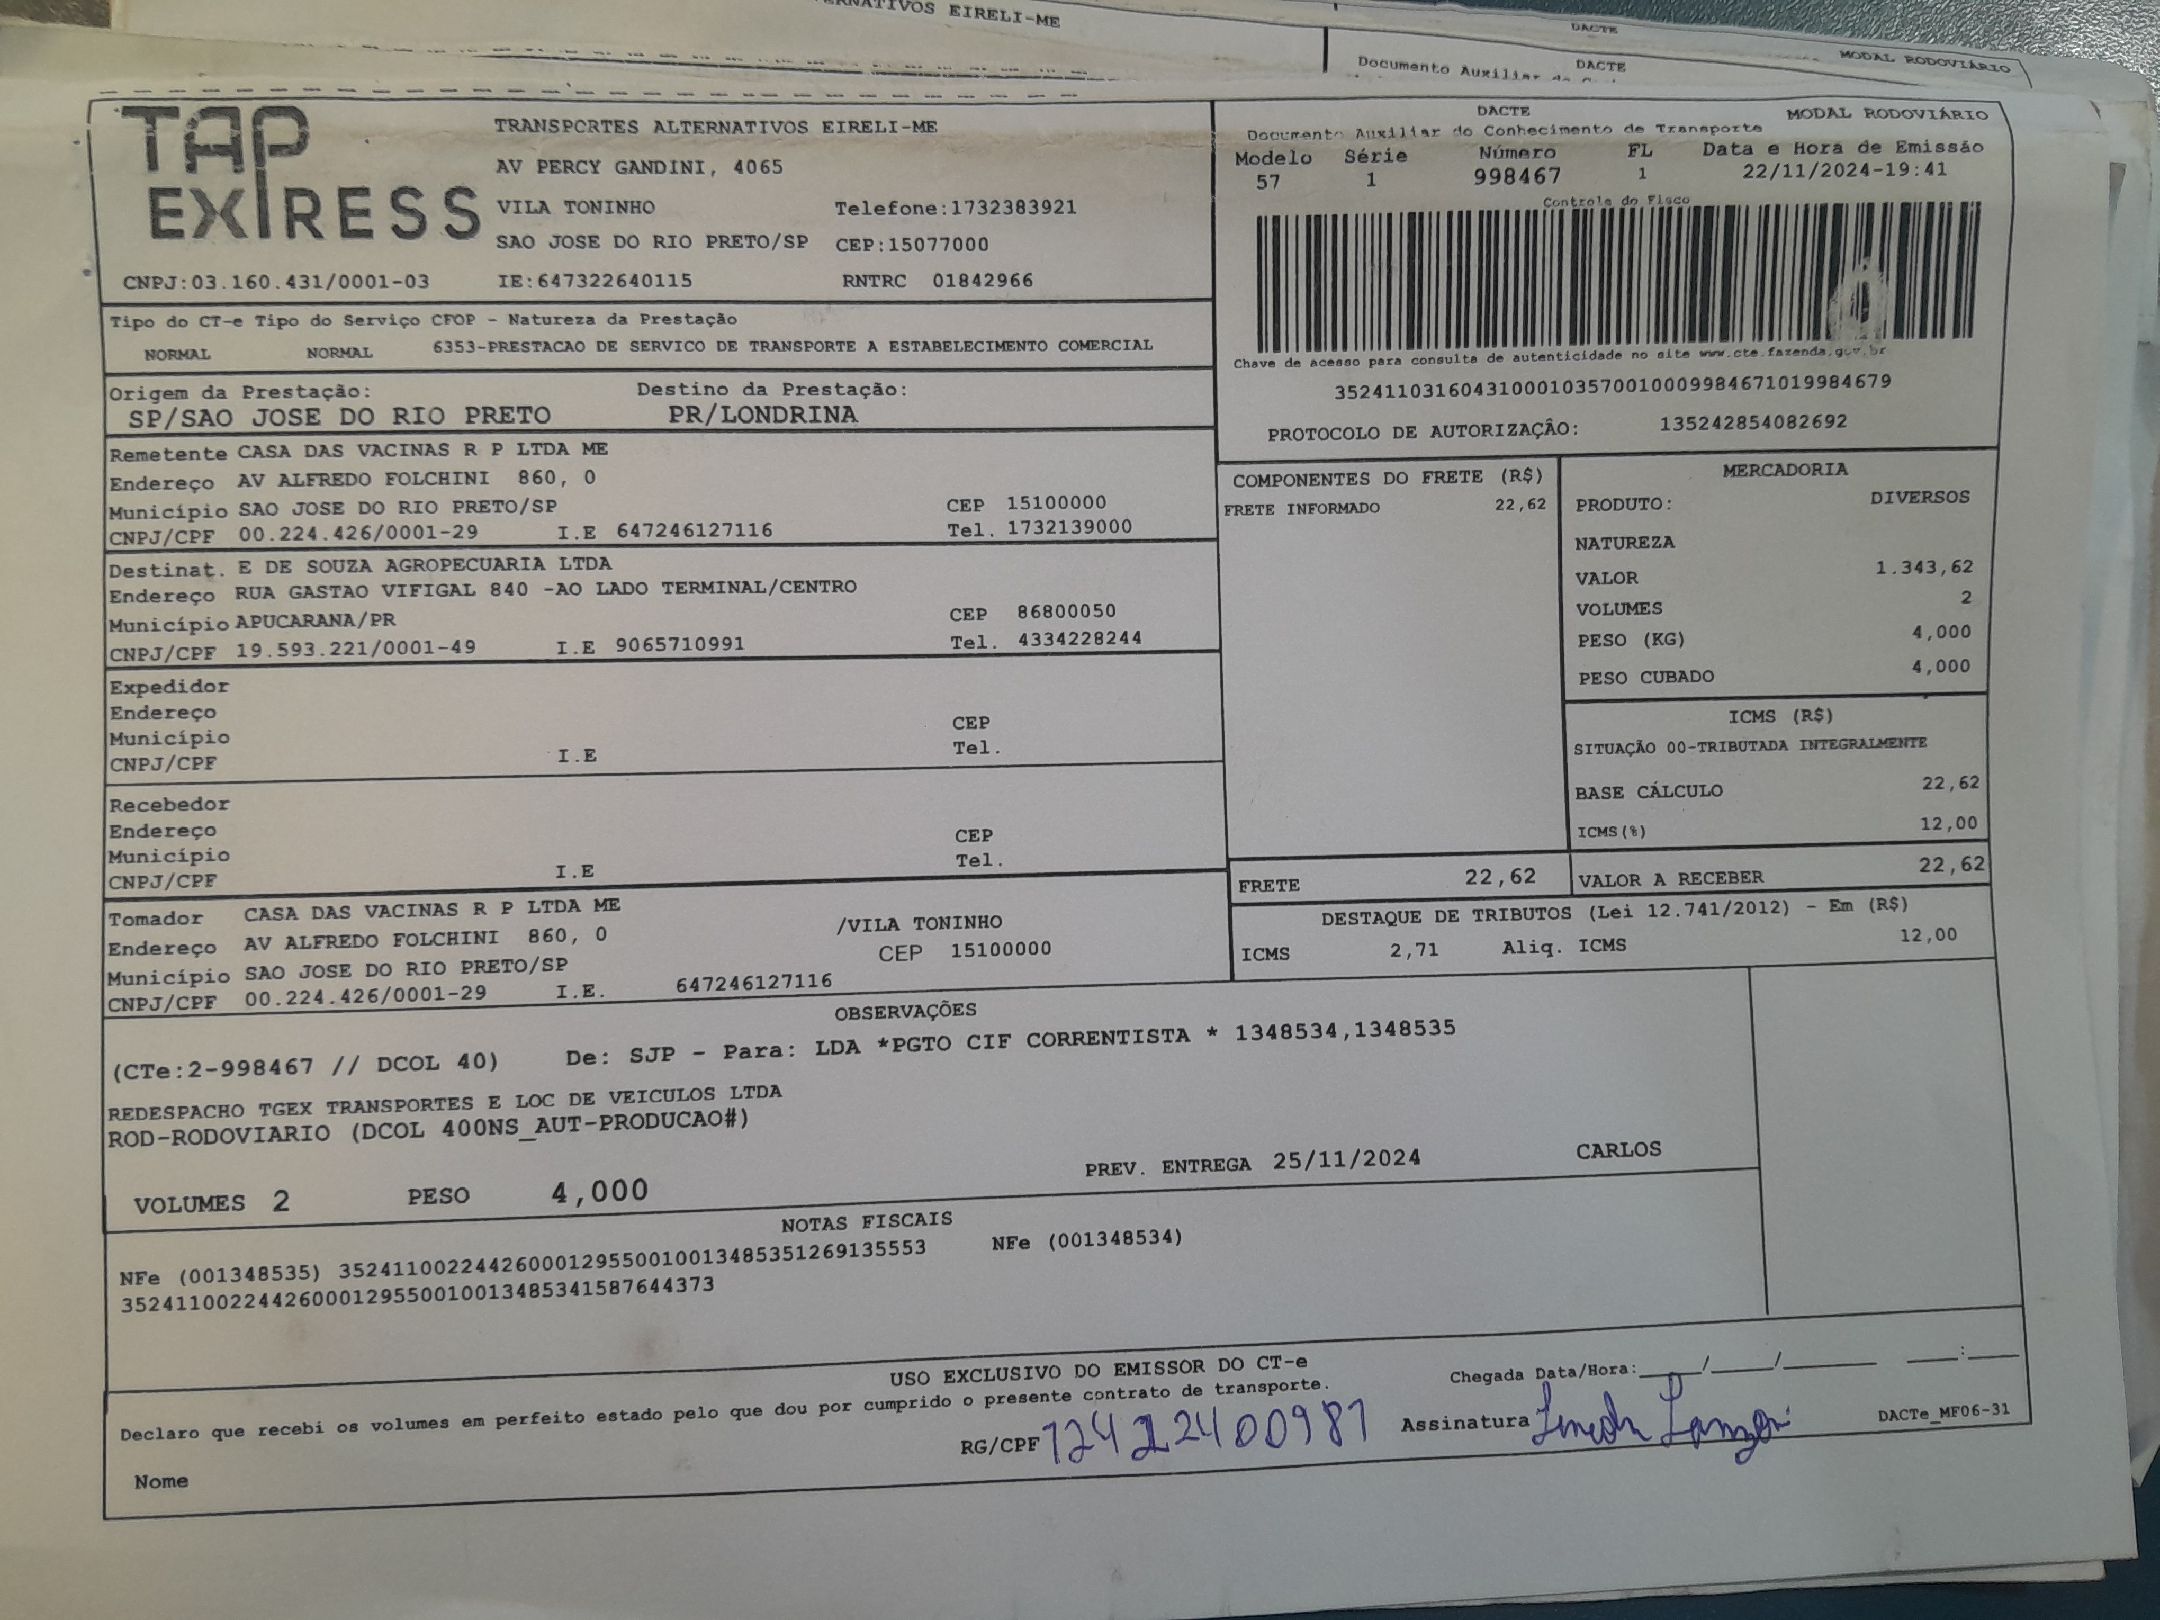 RNATIVOS EIRELI-ME
DACTE
MODAL RODOVIÁRIO
Documento Auxiliar
DACTE
TAP
EXPRESS
TRANSPORTES ALTERNATIVOS EIRELI-ME
AV PERCY GANDINI, 4065
VILA TONINHO Telefone:1732383921
SAO JOSE DO RIO PRETO/SP CEP:15077000
CNPJ:03.160.431/0001-03 IE:647322640115 RNTRC 01842966
DACTE MODAL RODOVIÁRIO
Documento Auxiliar do Conhecimento de Transporte
Modelo Série Número FL Data e Hora de Emissão
57 1 998467 1 22/11/2024-19:41
Controle do Fisco
Chave de acesso para consulta de autenticidade no site www.cte.fazenda.gov.br
35241103160431000103570010009984671019984679
PROTOCOLO DE AUTORIZAÇÃO: 135242854082692
Tipo do CT-e Tipo do Serviço CFOP - Natureza da Prestação
NORMAL NORMAL 6353-PRESTACAO DE SERVICO DE TRANSPORTE A ESTABELECIMENTO COMERCIAL
Origem da Prestação: Destino da Prestação:
SP/SAO JOSE DO RIO PRETO PR/LONDRINA
Remetente CASA DAS VACINAS R P LTDA ME
Endereço AV ALFREDO FOLCHINI 860, 0
Município SAO JOSE DO RIO PRETO/SP CEP 15100000
CNPJ/CPF 00.224.426/0001-29 I.E 647246127116 Tel. 1732139000
Destinat. E DE SOUZA AGROPECUARIA LTDA
Endereço RUA GASTAO VIFIGAL 840 -AO LADO TERMINAL/CENTRO
Município APUCARANA/PR CEP 86800050
CNPJ/CPF 19.593.221/0001-49 I.E 9065710991 Tel. 4334228244
Expedidor
Endereço
Município CEP
CNPJ/CPF I.E Tel.
Recebedor
Endereço
Município CEP
CNPJ/CPF I.E Tel.
Tomador CASA DAS VACINAS R P LTDA ME
Endereço AV ALFREDO FOLCHINI 860, 0 /VILA TONINHO
Município SAO JOSE DO RIO PRETO/SP CEP 15100000
CNPJ/CPF 00.224.426/0001-29 I.E. 647246127116
COMPONENTES DO FRETE (R$)
FRETE INFORMADO 22,62
MERCADORIA
PRODUTO: DIVERSOS
NATUREZA
VALOR 1.343,62
VOLUMES 2
PESO (KG) 4,000
PESO CUBADO 4,000
ICMS (R$)
SITUAÇÃO 00-TRIBUTADA INTEGRALMENTE
BASE CÁLCULO 22,62
ICMS(%) 12,00
FRETE 22,62 VALOR A RECEBER 22,62
DESTAQUE DE TRIBUTOS (Lei 12.741/2012) - Em (R$)
ICMS 2,71 Aliq. ICMS 12,00
OBSERVAÇÕES
(CTe:2-998467 // DCOL 40) De: SJP - Para: LDA *PGTO CIF CORRENTISTA * 1348534,1348535
REDESPACHO TGEX TRANSPORTES E LOC DE VEICULOS LTDA
ROD-RODOVIARIO (DCOL 400NS_AUT-PRODUCAO#)
VOLUMES 2 PESO 4,000 PREV. ENTREGA 25/11/2024 CARLOS
NOTAS FISCAIS
NFe (001348535) 35241100224426000129550010013485351269135553 NFe (001348534)
35241100224426000129550010013485341587644373
USO EXCLUSIVO DO EMISSOR DO CT-e
Declaro que recebi os volumes em perfeito estado pelo que dou por cumprido o presente contrato de transporte.
Chegada Data/Hora:____/____/______ ___:___
Nome RG/CPF 12422400981 Assinatura DACTe_MF06-31